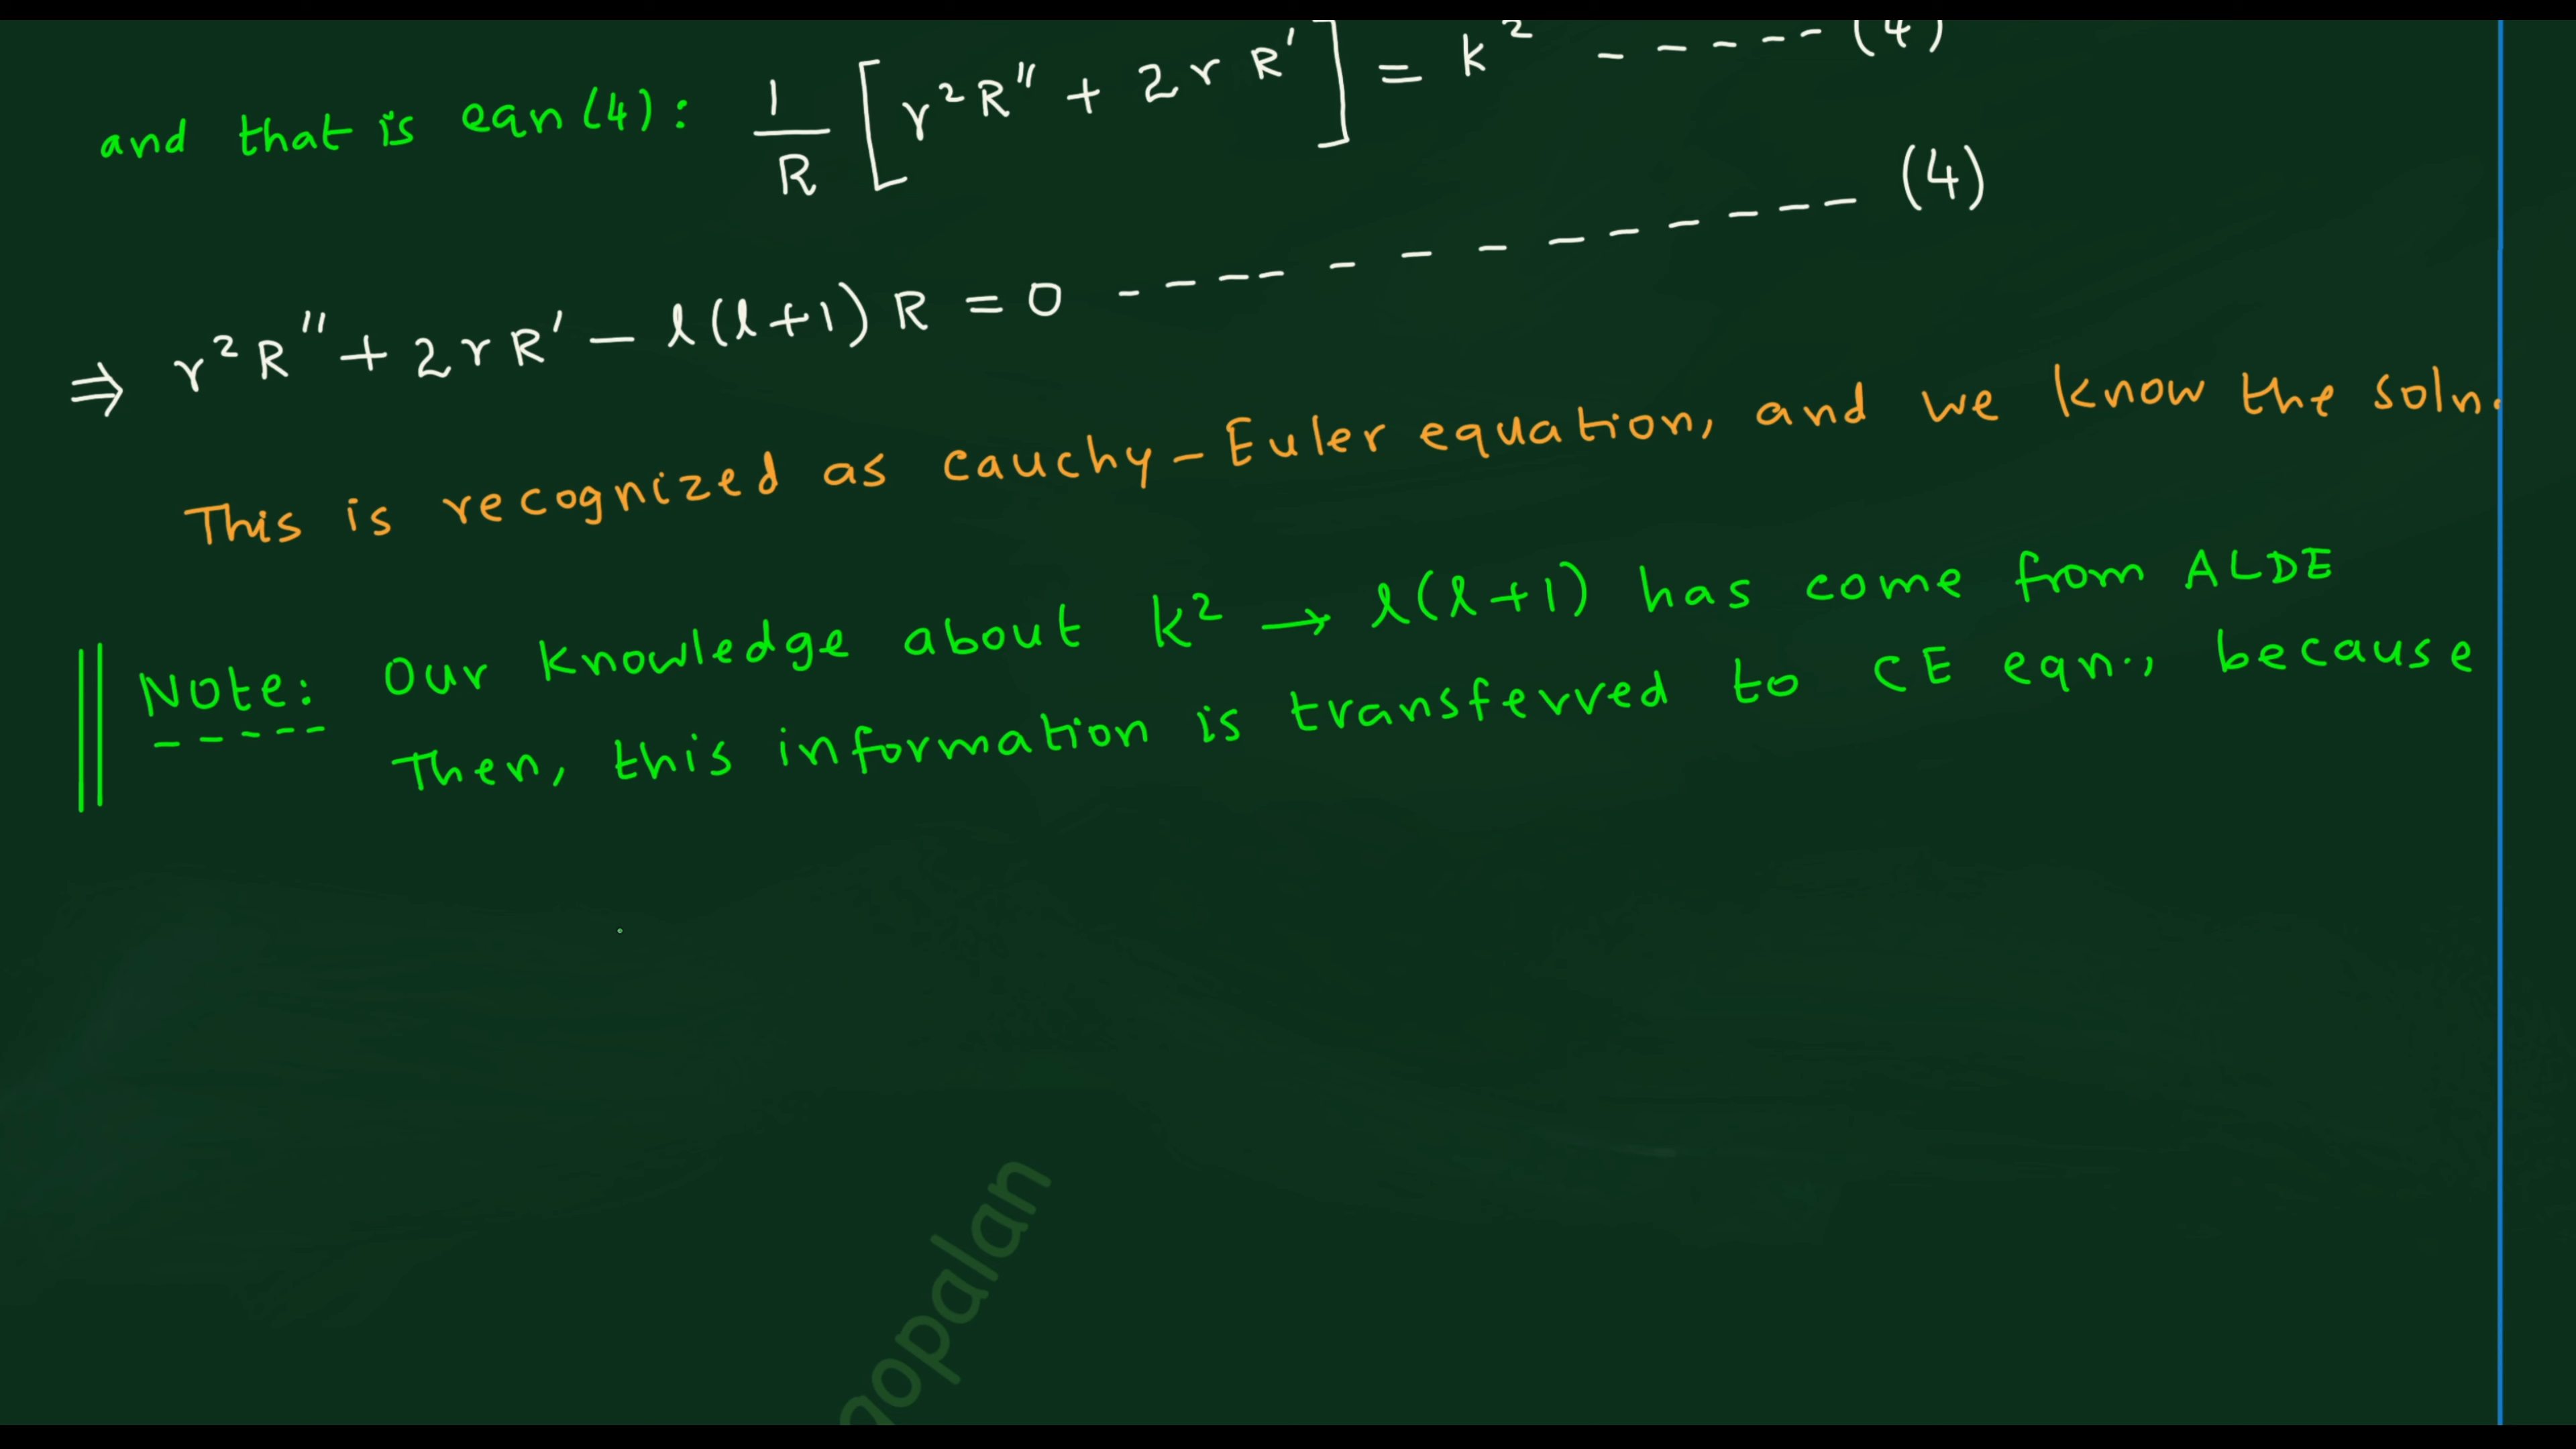 and that is eqn (4): 1/R [r²R'' + 2rR'] = k² ----- (4)
⇒ r²R'' + 2rR' - l(l+1)R = 0 ------------- (4)
This is recognized as cauchy-Euler equation, and we know the soln.
Note: Our knowledge about k² → l(l+1) has come from ALDE
Then, this information is transferred to CE eqn., because
opalan